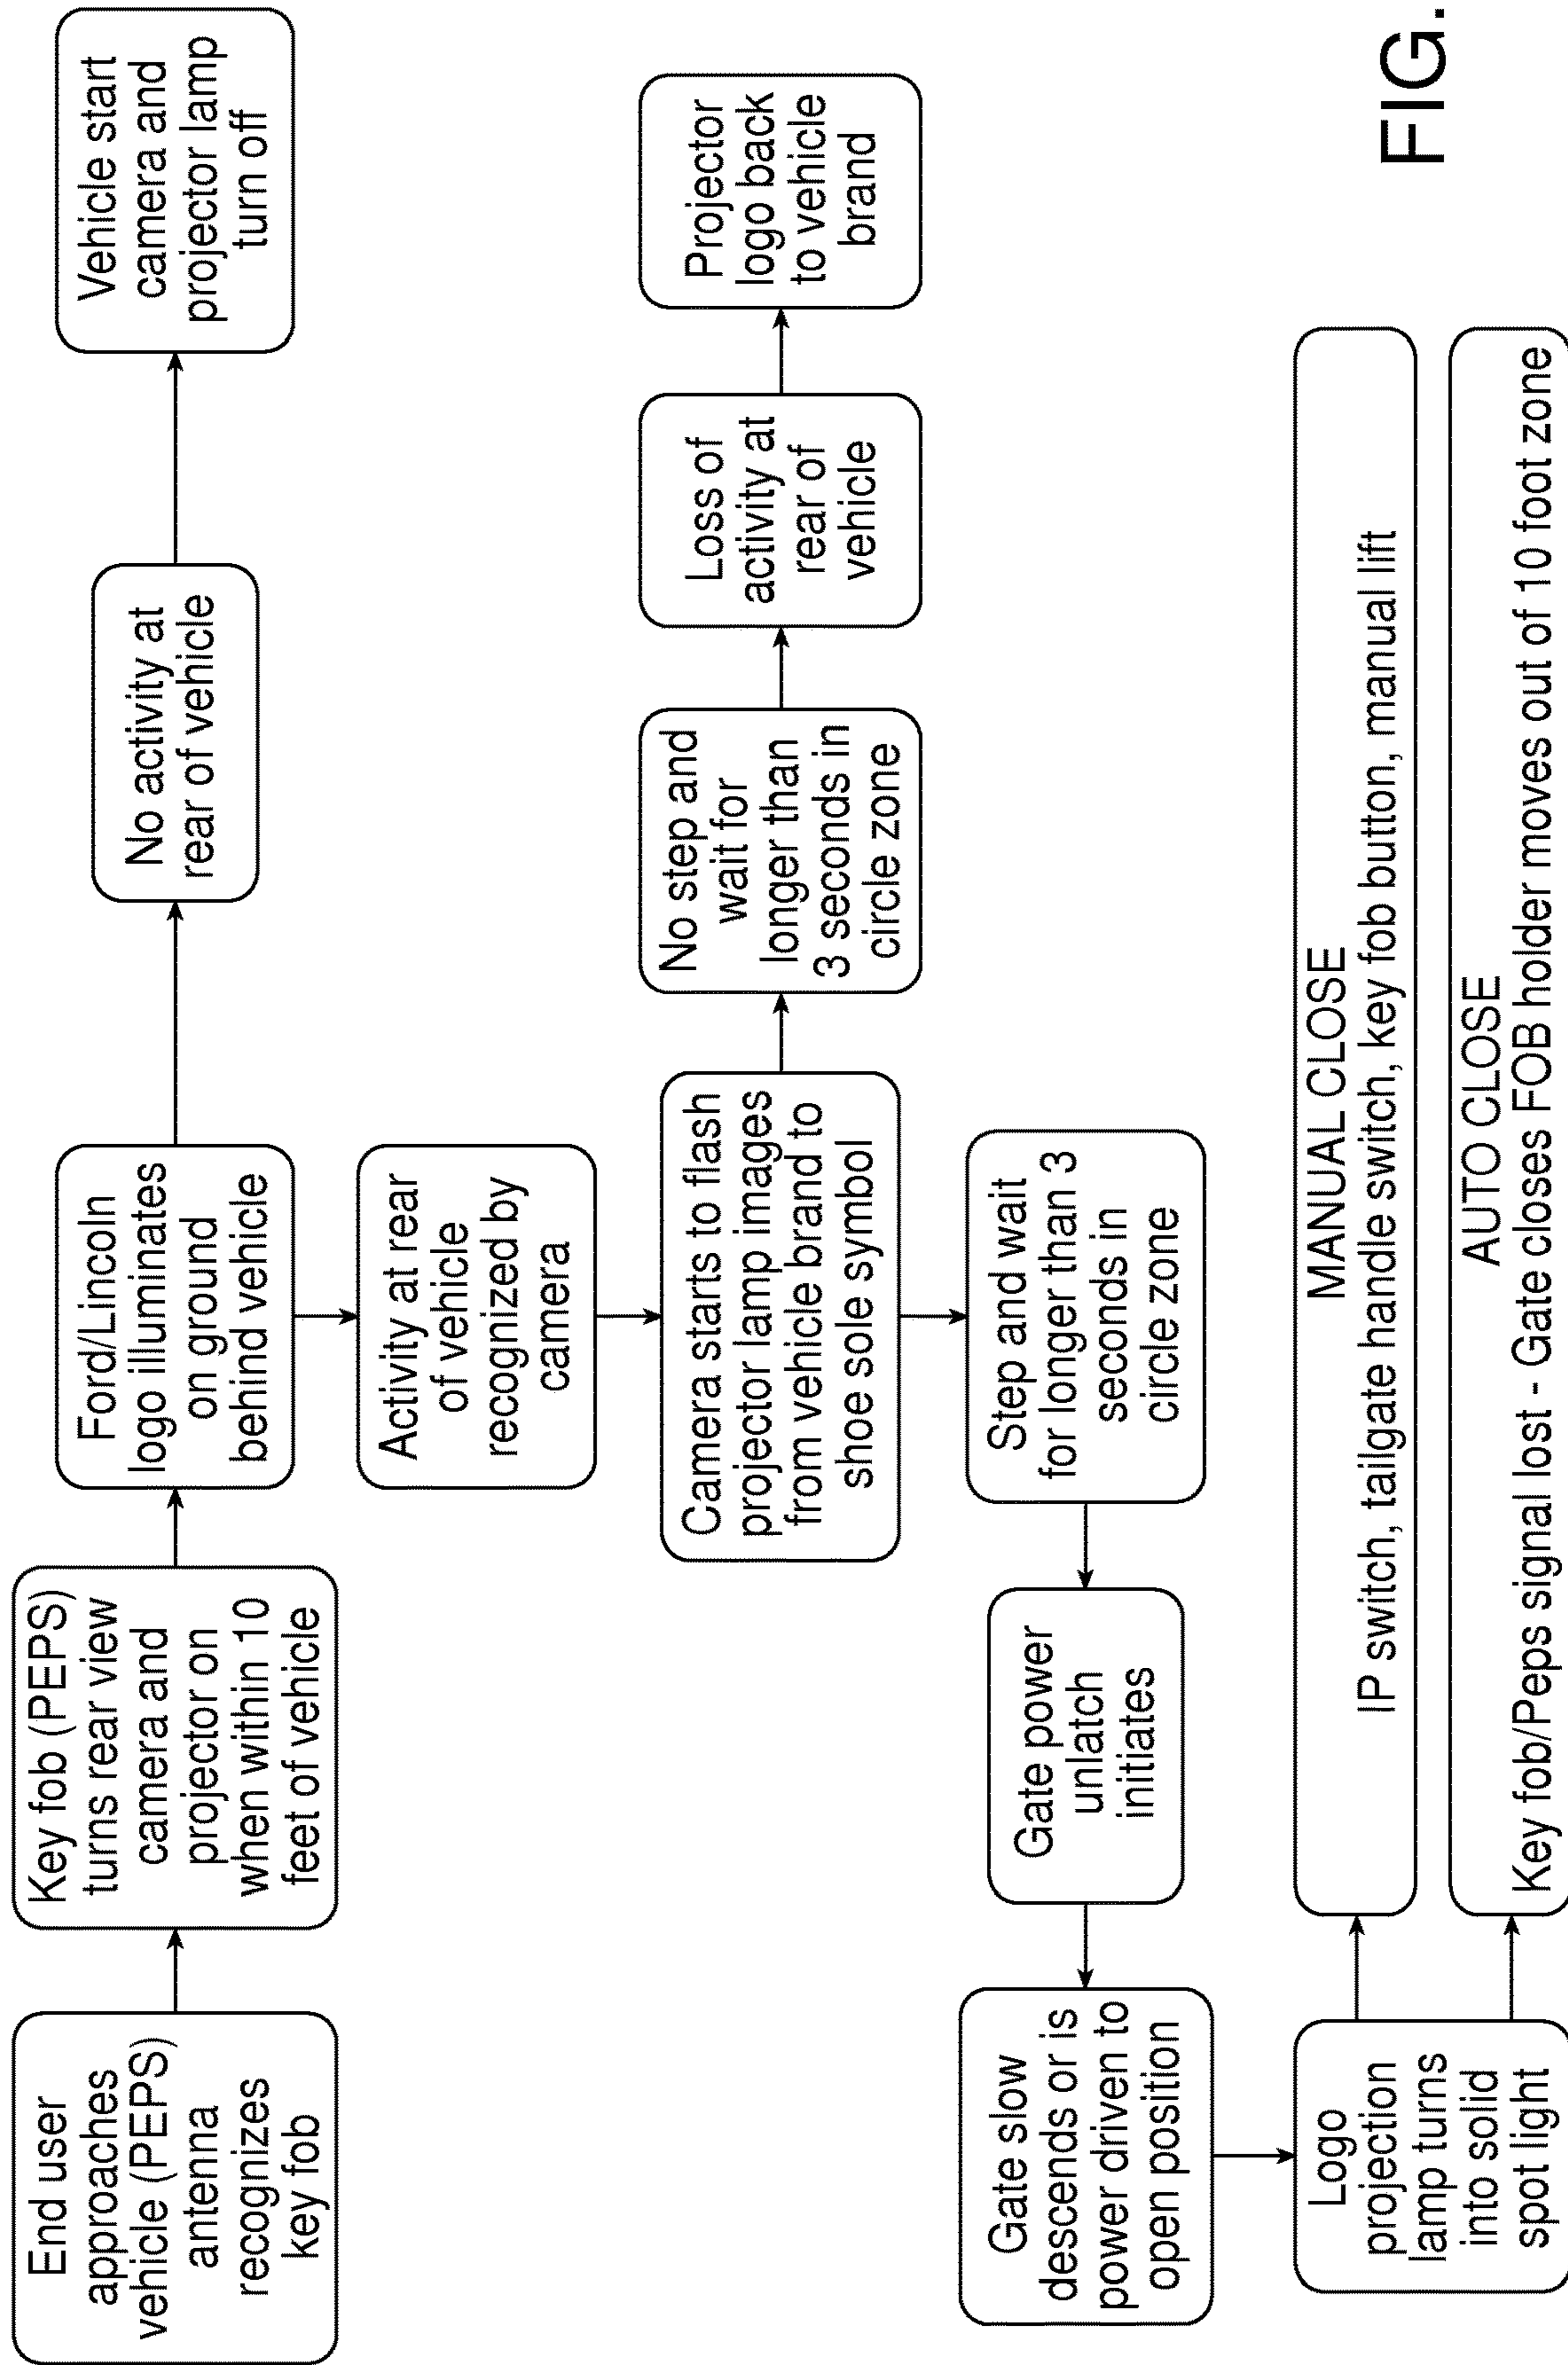 End user
approaches
vehicle (PEPS)
antenna
recognizes
key fob
Key fob (PEPS)
turns rear view
camera and
projector on
when within 10
feet of vehicle
Ford/Lincoln
logo illuminates
on ground
behind vehicle
No activity at
rear of vehicle
Vehicle start
camera and
projector lamp
turn off
Activity at rear
of vehicle
recognized by
camera
Camera starts to flash
projector lamp images
from vehicle brand to
shoe sole symbol
No step and
wait for
longer than
3 seconds in
circle zone
Loss of
activity at
rear of
vehicle
Projector
logo back
to vehicle
brand
Step and wait
for longer than 3
seconds in
circle zone
Gate power
unlatch
initiates
Gate slow
descends or is
power driven to
open position
Logo
projection
lamp turns
into solid
spot light
MANUAL CLOSE
IP switch, tailgate handle switch, key fob button, manual lift
AUTO CLOSE
Key fob/Peps signal lost - Gate closes FOB holder moves out of 10 foot zone
FIG.